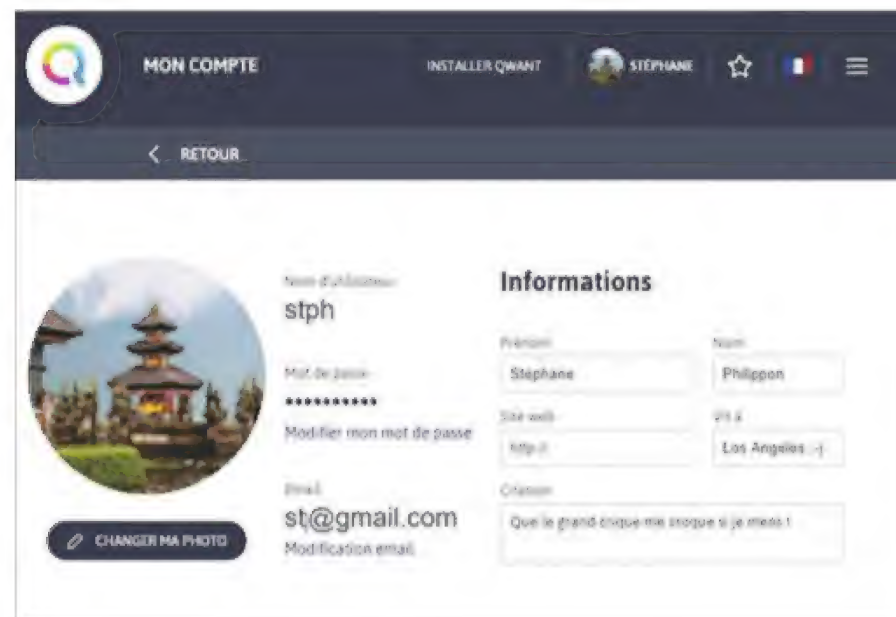 MON COMPTE
INSTALLER QWANT
STÉPHANE
RETOUR
Nom d'utilisateur
stph
Mot de passe
••••••••••
Modifier mon mot de passe
Email
st@gmail.com
Modification email
CHANGER MA PHOTO
Informations
Prénom
Nom
Stéphane
Philippon
Site web
Vit à
http://
Los Angeles :-)
Citation
Que le grand crique me croque si je mens !